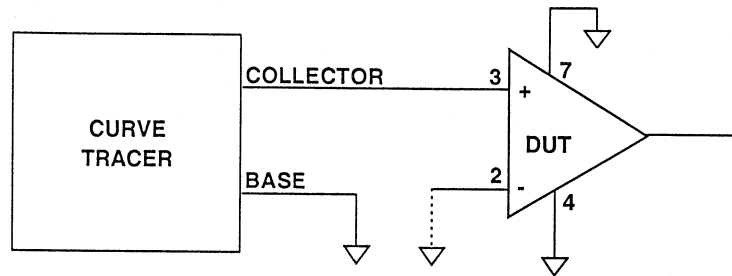 COLLECTOR
3
+
7
CURVE
TRACER
DUT
BASE
2
-
4